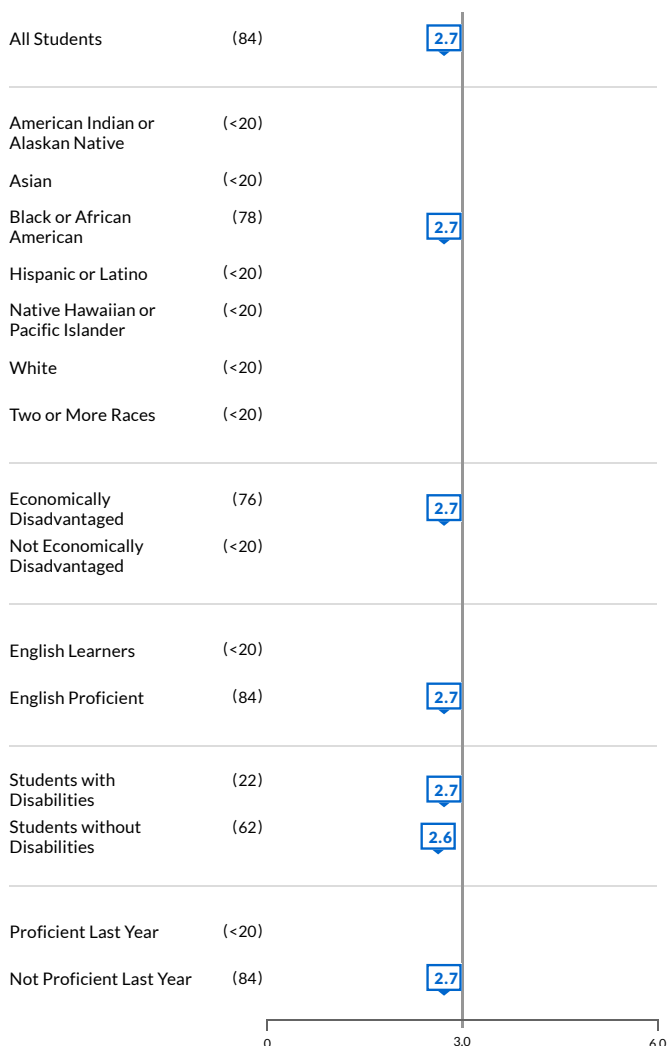 All Students (84) 2.7
American Indian or (<20)
Alaskan Native
Asian (<20)
Black or African (78) 2.7
American
Hispanic or Latino (<20)
Native Hawaiian or (<20)
Pacific Islander
White (<20)
Two or More Races (<20)
Economically (76) 2.7
Disadvantaged
Not Economically (<20)
Disadvantaged
English Learners (<20)
English Proficient (84) 2.7
Students with (22) 2.7
Disabilities
Students without (62) 2.6
Disabilities
Proficient Last Year (<20)
Not Proficient Last Year (84) 2.7
0 3.0 6.0